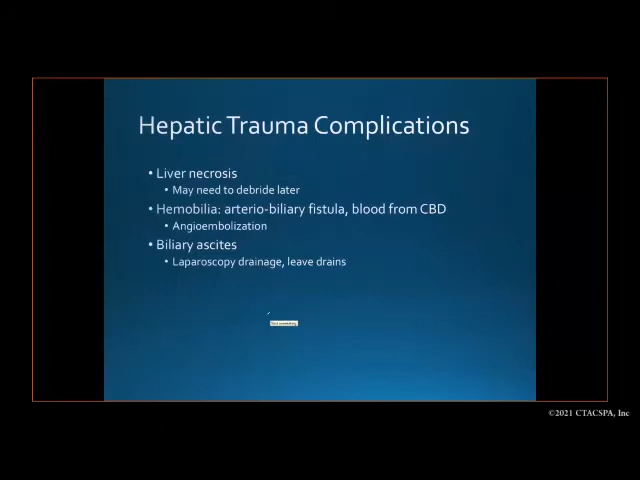 Hepatic Trauma Complications
• Liver necrosis
• May need to debride later
• Hemobilia: arterio-biliary fistula, blood from CBD
• Angioembolization
• Biliary ascites
• Laparoscopy drainage, leave drains
©2021 CTACSPA, Inc